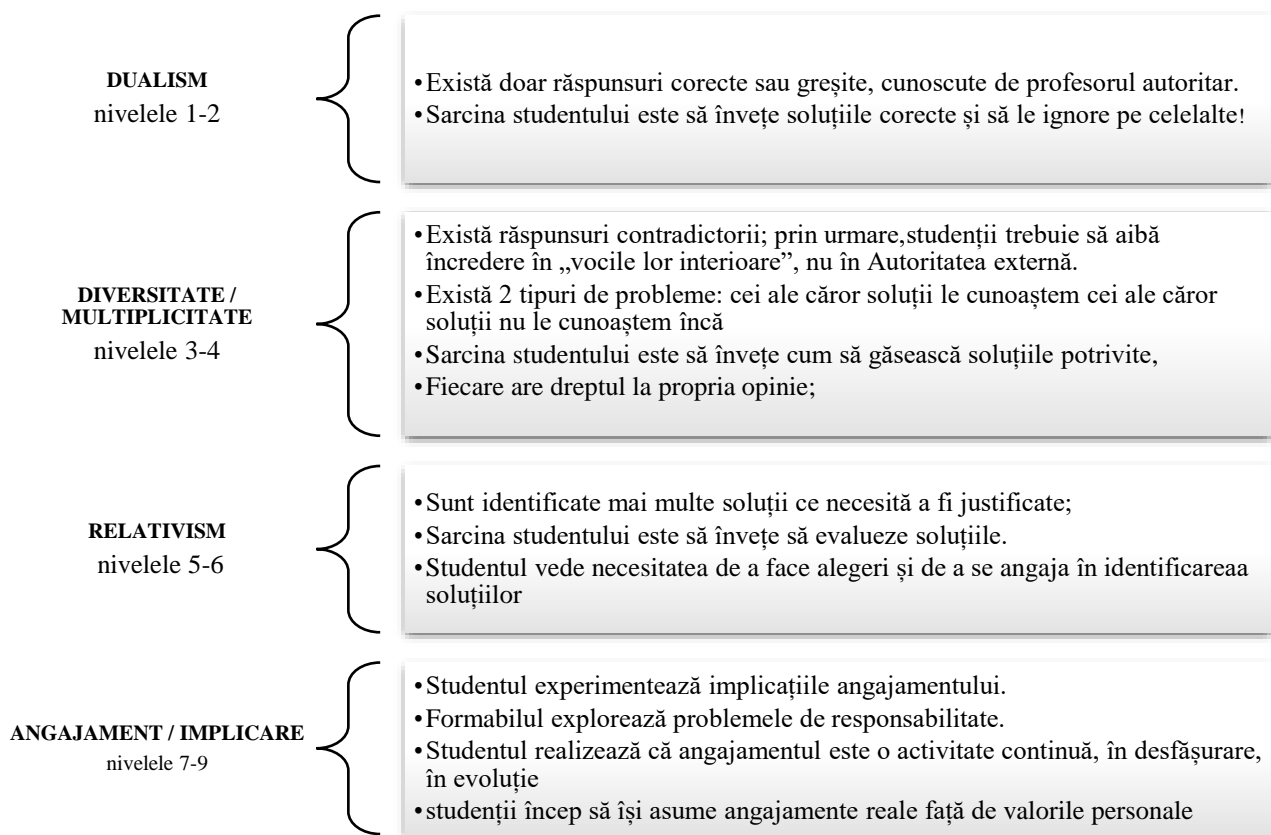 DUALISM
nivelele 1-2
•Există doar răspunsuri corecte sau greșite, cunoscute de profesorul autoritar.
•Sarcina studentului este să învețe soluțiile corecte și să le ignore pe celelalte!
DIVERSITATE /
MULTIPLICITATE
nivelele 3-4
•Există răspunsuri contradictorii; prin urmare,studenții trebuie să aibă
încredere în „vocile lor interioare”, nu în Autoritatea externă.
•Există 2 tipuri de probleme: cei ale căror soluții le cunoaștem cei ale căror
soluții nu le cunoaștem încă
•Sarcina studentului este să învețe cum să găsească soluțiile potrivite,
•Fiecare are dreptul la propria opinie;
RELATIVISM
nivelele 5-6
•Sunt identificate mai multe soluții ce necesită a fi justificate;
•Sarcina studentului este să învețe să evalueze soluțiile.
•Studentul vede necesitatea de a face alegeri și de a se angaja în identificareaa
soluțiilor
ANGAJAMENT / IMPLICARE
nivelele 7-9
•Studentul experimentează implicațiile angajamentului.
•Formabilul explorează problemele de responsabilitate.
•Studentul realizează că angajamentul este o activitate continuă, în desfășurare,
în evoluție
•studenții încep să își asume angajamente reale față de valorile personale